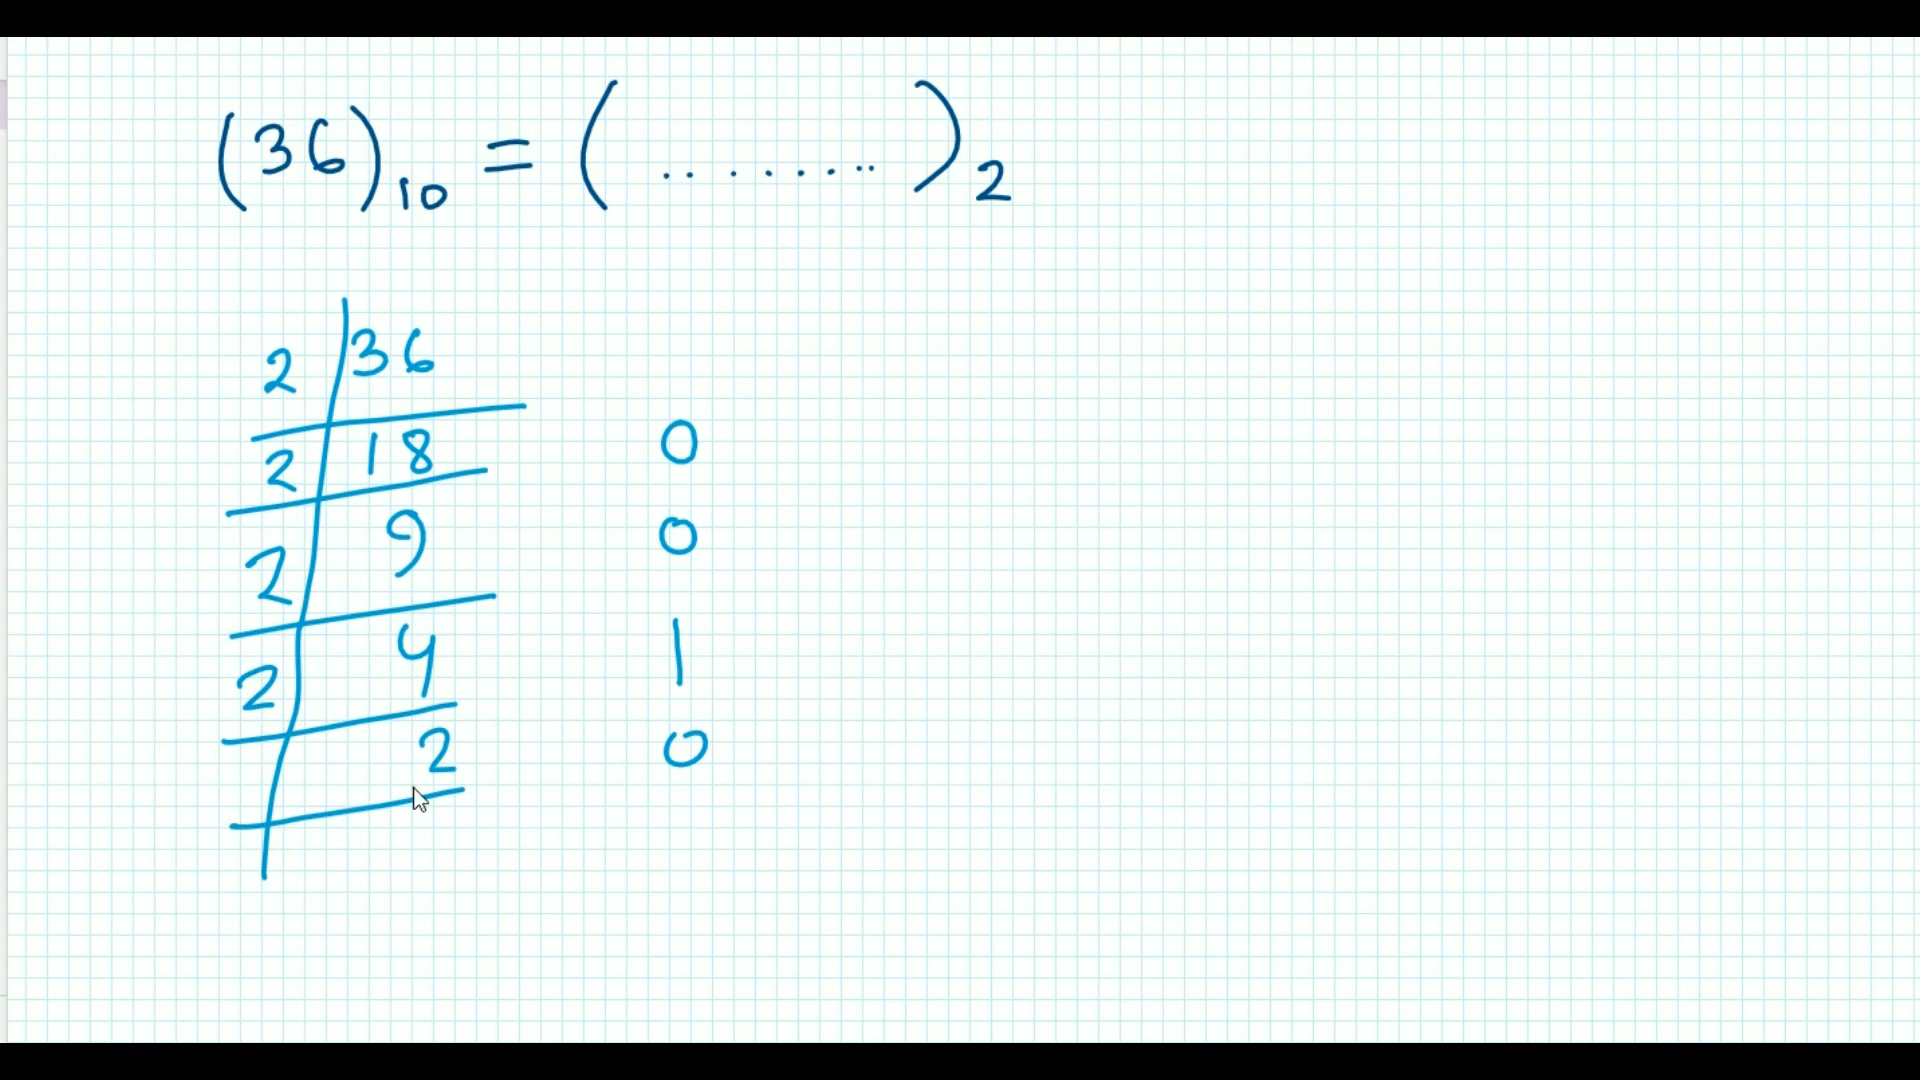 (36)10 = (.........)2
2 36
2 18 0
2 9 0
2 4 1
2 0